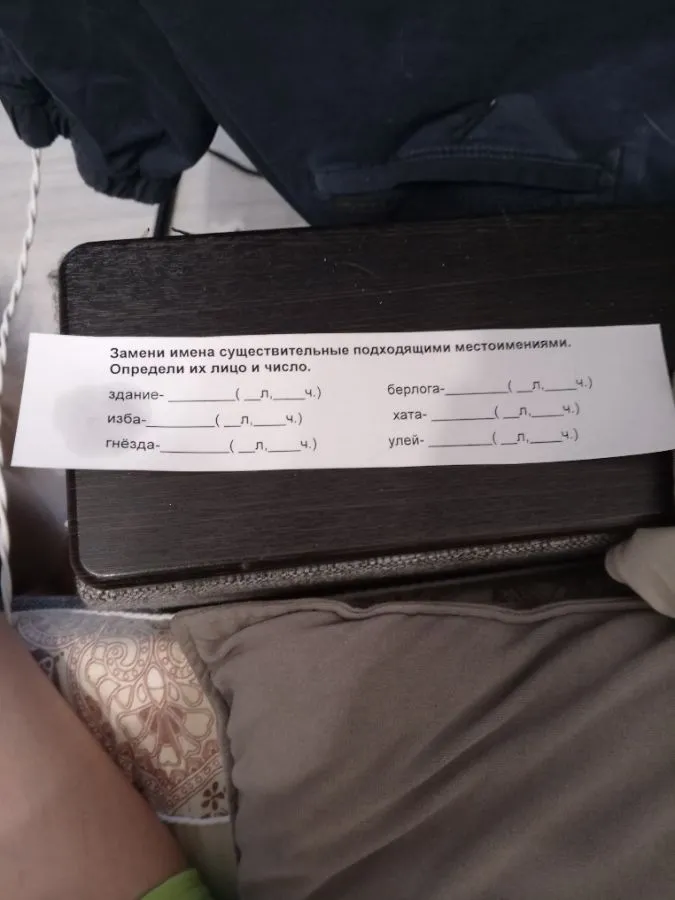 Замени имена существительные подходящими местоимениями.
Определи их лицо и число.
здание- ________( __л,____ч.) берлога-________( __л,____ч.)
изба-________( __л,____ч.) хата- ________( __л,____ч.)
гнёзда-________( __л,____ч.) улей- ________( __л,____ч.)